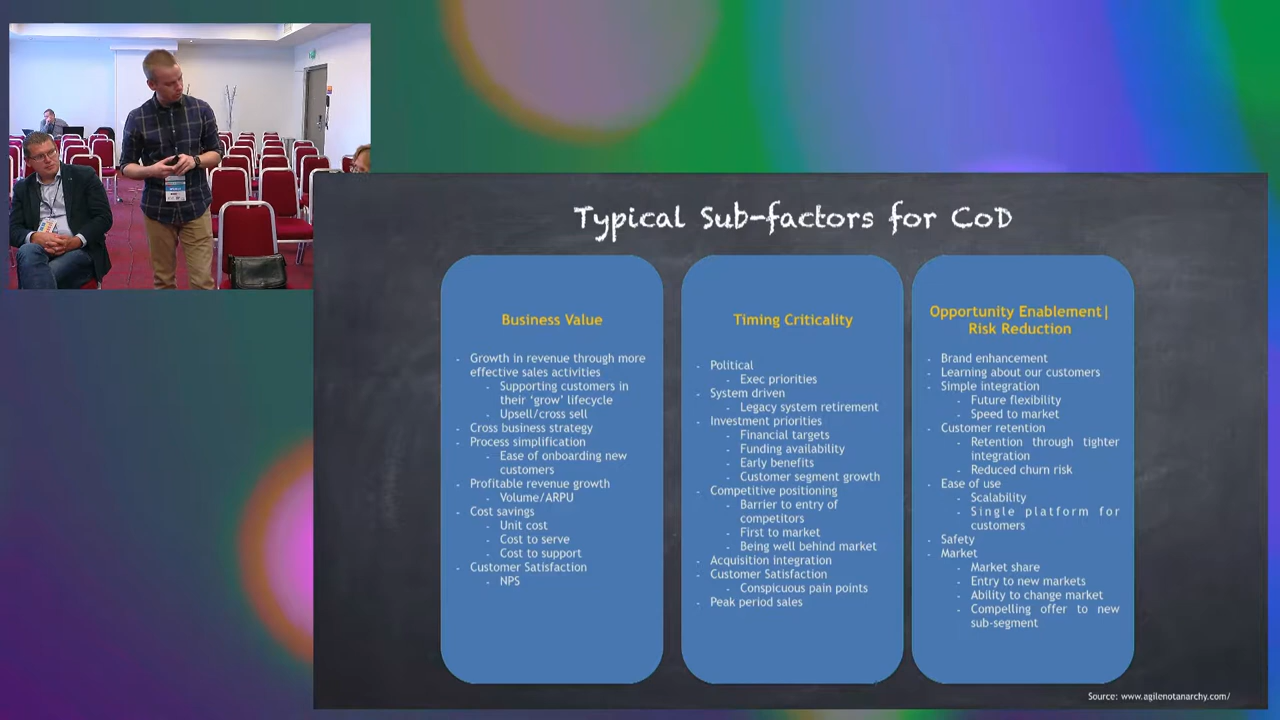 Typical Sub-factors for CoD
Business Value
- Growth in revenue through more
effective sales activities
- Supporting customers in
their ‘grow’ lifecycle
- Upsell/cross sell
- Cross business strategy
- Process simplification
- Ease of onboarding new
customers
- Profitable revenue growth
- Volume/ARPU
- Cost savings
- Unit cost
- Cost to serve
- Cost to support
- Customer Satisfaction
- NPS
Timing Criticality
- Political
- Exec priorities
- System driven
- Legacy system retirement
- Investment priorities
- Financial targets
- Funding availability
- Early benefits
- Customer segment growth
- Competitive positioning
- Barrier to entry of
competitors
- First to market
- Being well behind market
- Acquisition integration
- Customer Satisfaction
- Conspicuous pain points
- Peak period sales
Opportunity Enablement|
Risk Reduction
- Brand enhancement
- Learning about our customers
- Simple integration
- Future flexibility
- Speed to market
- Customer retention
- Retention through tighter
integration
- Reduced churn risk
- Ease of use
- Scalability
- Single platform for
customers
- Safety
- Market
- Market share
- Entry to new markets
- Ability to change market
- Compelling offer to new
sub-segment
Source: www.agilenotanarchy.com/